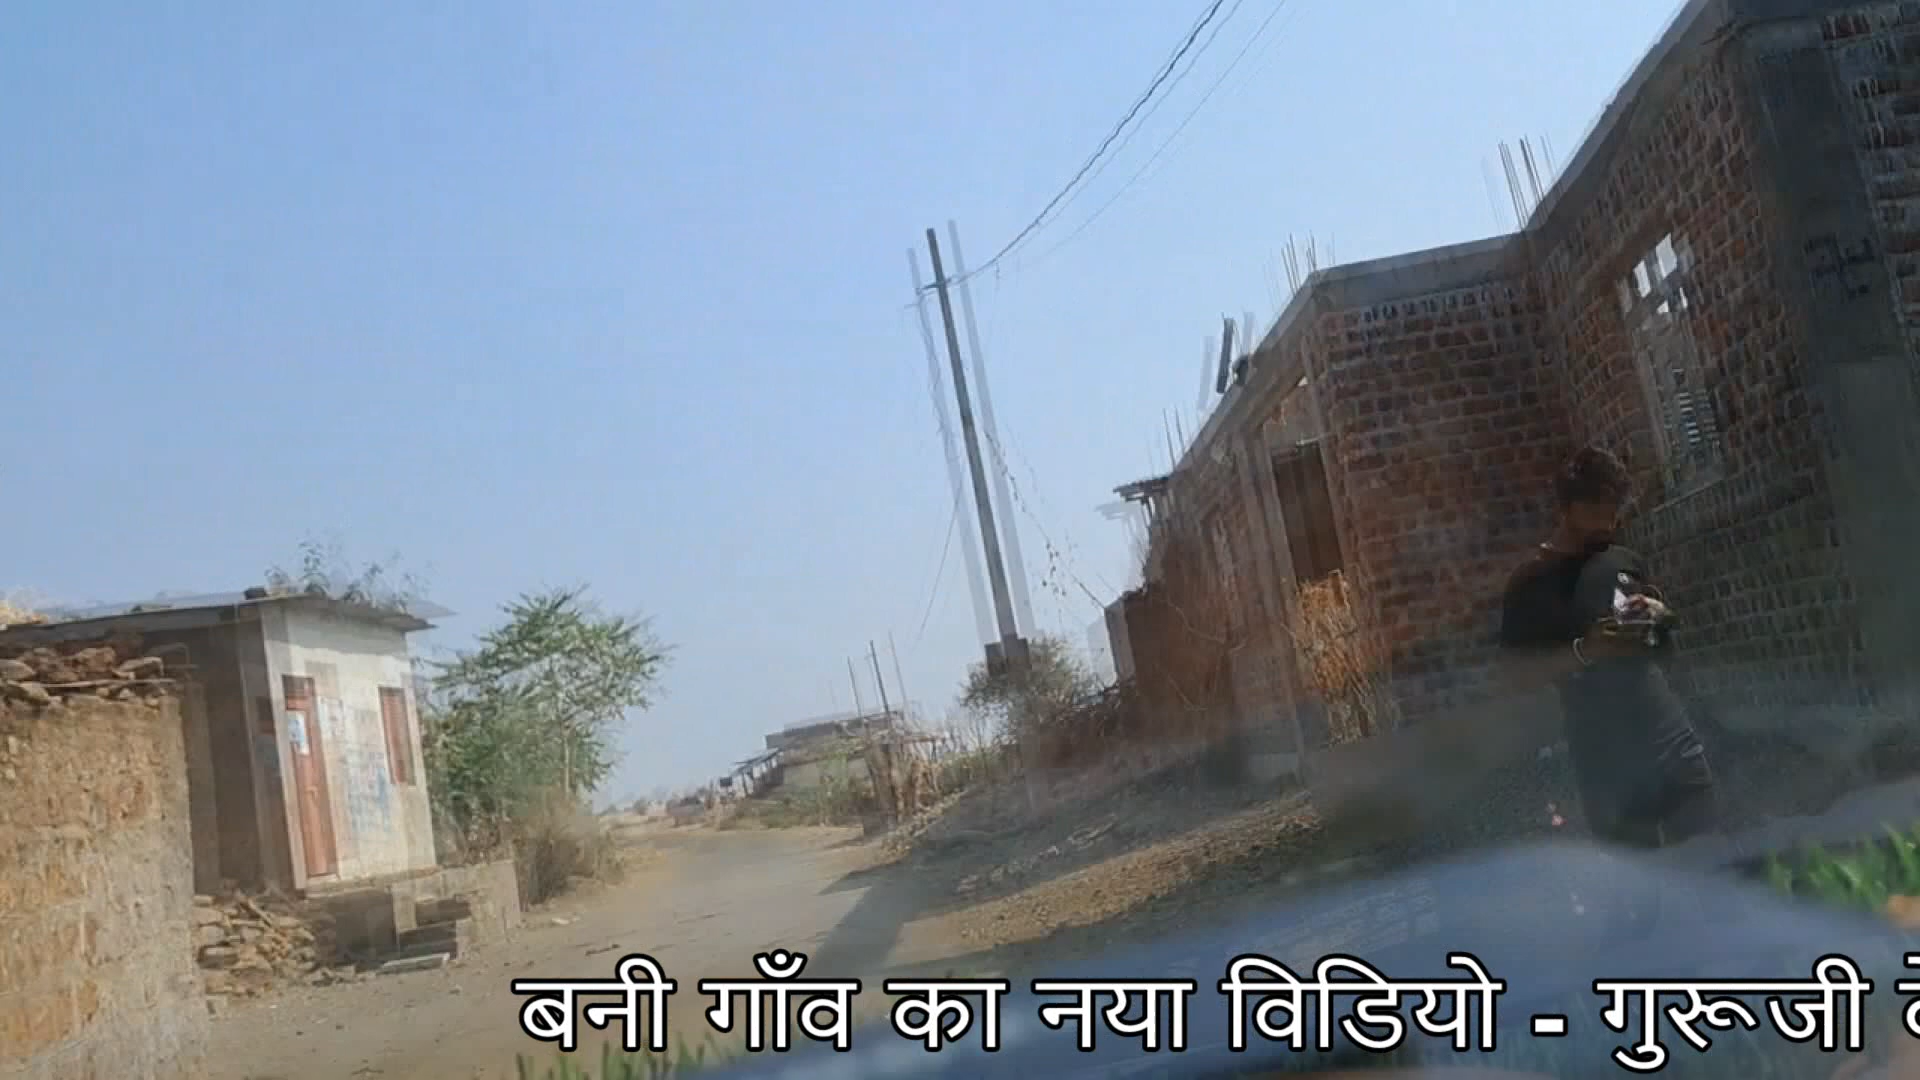 बनी गाँव का नया विडियो - गुरूजी